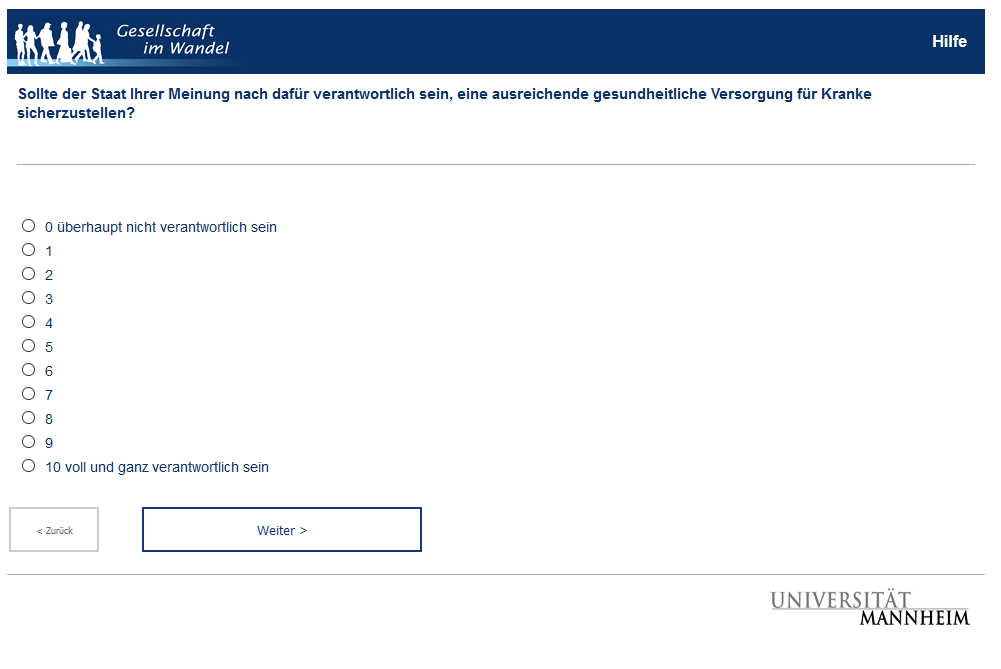 Gesellschaft
im Wandel
Hilfe
Sollte der Staat Ihrer Meinung nach dafür verantwortlich sein, eine ausreichende gesundheitliche Versorgung für Kranke
sicherzustellen?
0 überhaupt nicht verantwortlich sein
1
2
3
4
5
6
7
8
9
10 voll und ganz verantwortlich sein
< Zurück
Weiter >
UNIVERSITÄT
MANNHEIM